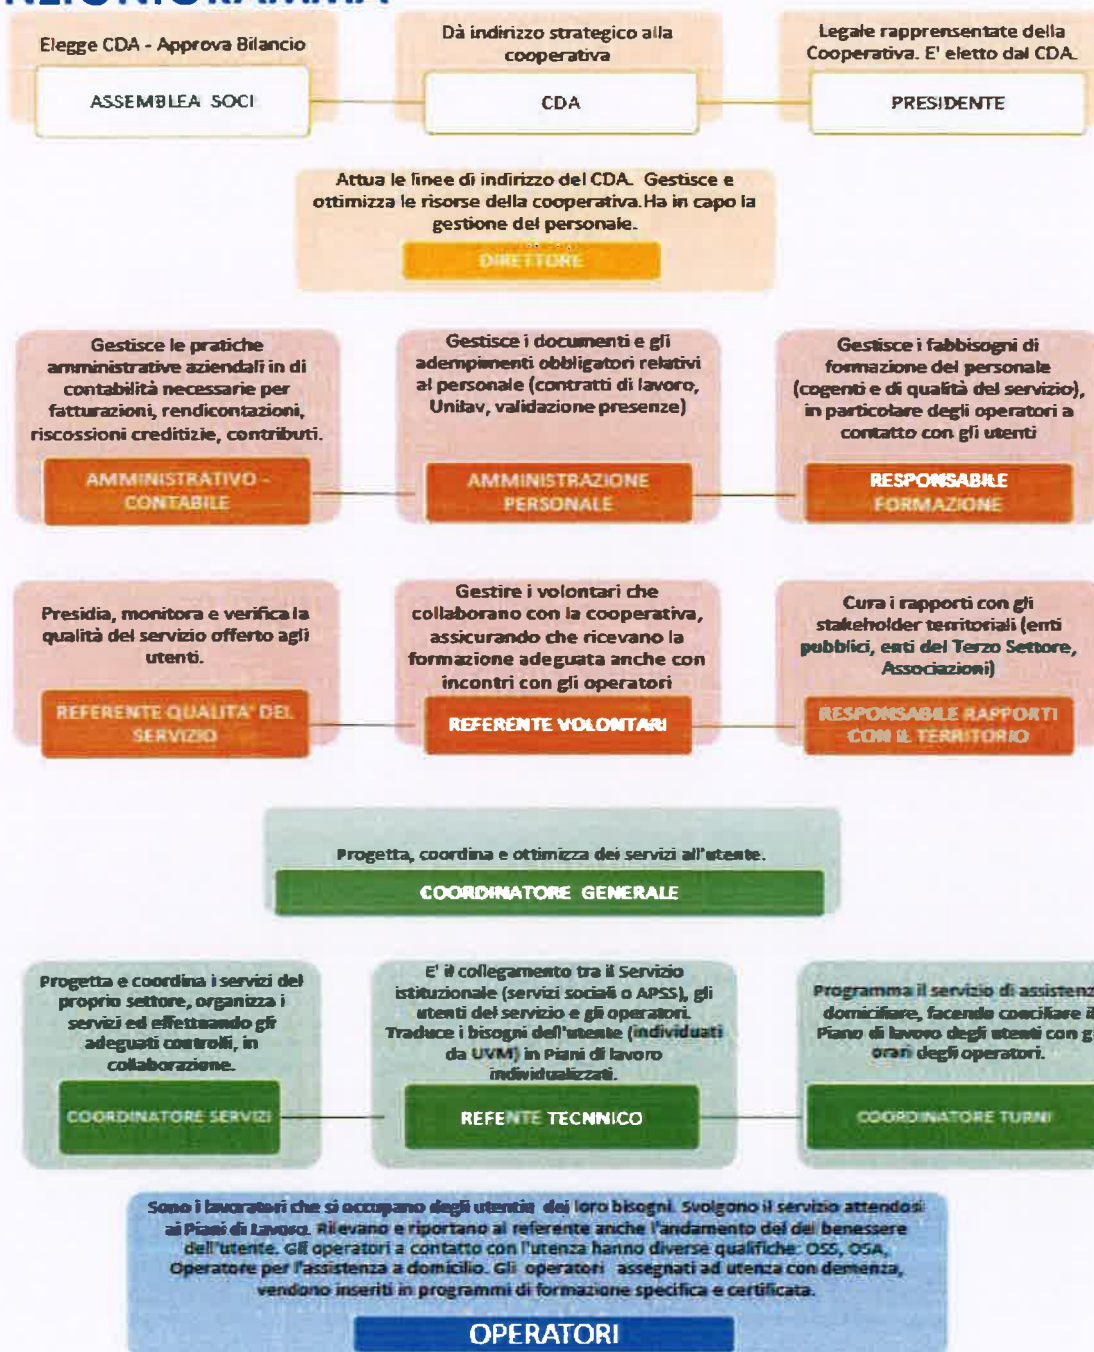 Elegge CDA - Approva Bilancio
ASSEMBLEA SOCI
Dà indirizzo strategico alla
cooperativa
CDA
Legale rapprensentate della
Cooperativa. E' eletto dal CDA.
PRESIDENTE
Attua le linee di indirizzo del CDA. Gestisce e
ottimizza le risorse della cooperativa.Ha in capo la
gestione del personale.
DIRETTORE
Gestisce le pratiche
amministrative aziendali in di
contabilità necessarie per
fatturazioni, rendicontazioni,
riscossioni creditizie, contributi.
AMMINISTRATIVO -
CONTABILE
Gestisce i documenti e gli
adempimenti obbligatori relativi
al personale (contratti di lavoro,
Unilav, validazione presenze)
AMMINISTRAZIONE
PERSONALE
Gestisce i fabbisogni di
formazione del personale
(cogenti e di qualità del servizio),
in particolare degli operatori a
contatto con gli utenti
RESPONSABILE
FORMAZIONE
Presidia, monitora e verifica la
qualità del servizio offerto agli
utenti.
REFERENTE QUALITA' DEL
SERVIZIO
Gestire i volontari che
collaborano con la cooperativa,
assicurando che ricevano la
formazione adeguata anche con
incontri con gli operatori
REFERENTE VOLONTARI
Cura i rapporti con gli
stakeholder territoriali (enti
pubblici, enti del Terzo Settore,
Associazioni)
RESPONSABILE RAPPORTI
CON IL TERRITORIO
Progetta, coordina e ottimizza dei servizi all'utente.
COORDINATORE GENERALE
Progetta e coordina i servizi del
proprio settore, organizza i
servizi ed effettuando gli
adeguati controlli, in
collaborazione.
COORDINATORE SERVIZI
E' il collegamento tra il Servizio
istituzionale (servizi sociali o APSS), gli
utenti del servizio e gli operatori.
Traduce i bisogni dell'utente (individuati
da UVM) in Piani di lavoro
individualizzati.
REFENTE TECNNICO
Programma il servizio di
domiciliare, facendo conciliare
Piano di lavoro degli utenti con
orari degli operatori.
COORDINATORE TURNI
Sono i lavoratori che si occupano degli utentie dei loro bisogni. Svolgono il servizio attendosi
ai Piani di Lavoro. Rilevano e riportano al referente anche l'andamento del del benessere
dell'utente. Gli operatori a contatto con l'utenza hanno diverse qualifiche: OSS, OSA,
Operatore per l'assistenza a domicilio. Gli operatori assegnati ad utenza con demenza,
vendono inseriti in programmi di formazione specifica e certificata.
OPERATORI